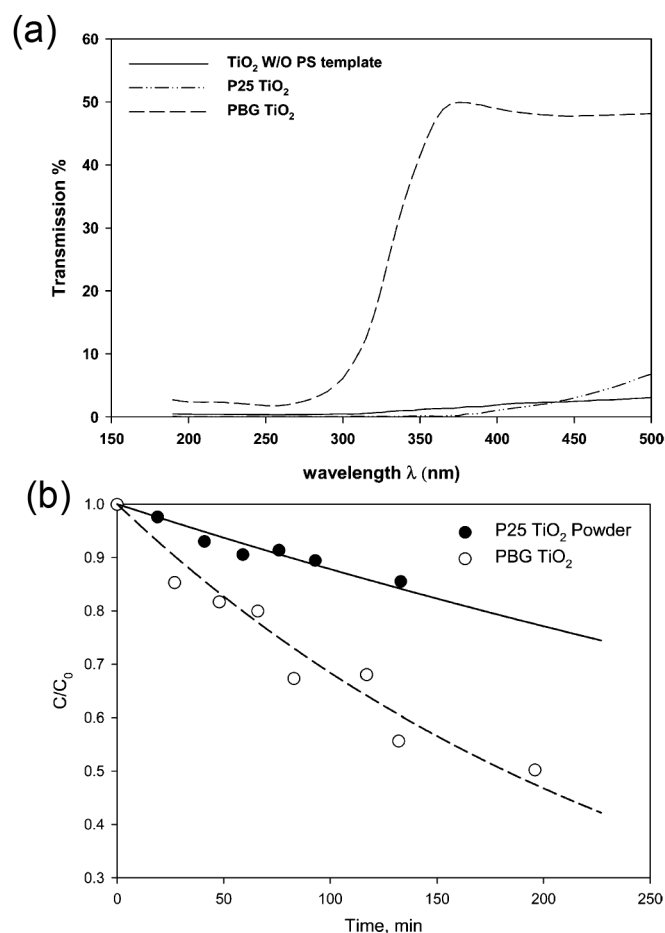 (a)
60
50
40
30
20
10
0
Transmission %
TiO2 W/O PS template
P25 TiO2
PBG TiO2
150 200 250 300 350 400 450 500
wavelength λ (nm)
(b)
1.0
0.9
0.8
0.7
0.6
0.5
0.4
0.3
C/C0
P25 TiO2 Powder
PBG TiO2
0 50 100 150 200 250
Time, min